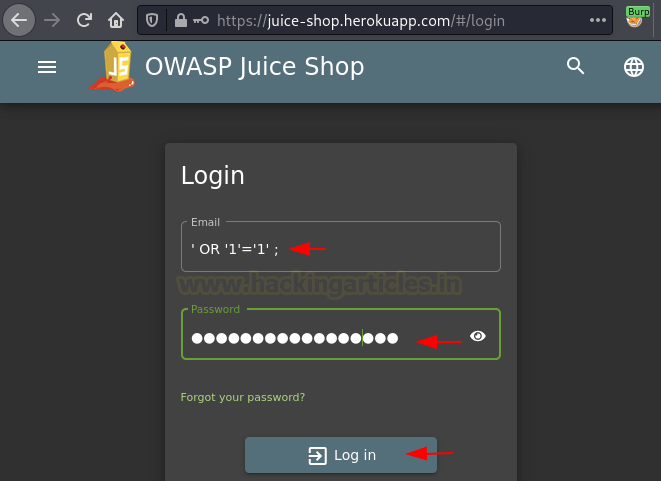 https://juice-shop.herokuapp.com/#/login
Burp
JS
OWASP Juice Shop
Login
Email
' OR '1'='1' ;
www.hackingarticles.in
Password
Forgot your password?
Log in